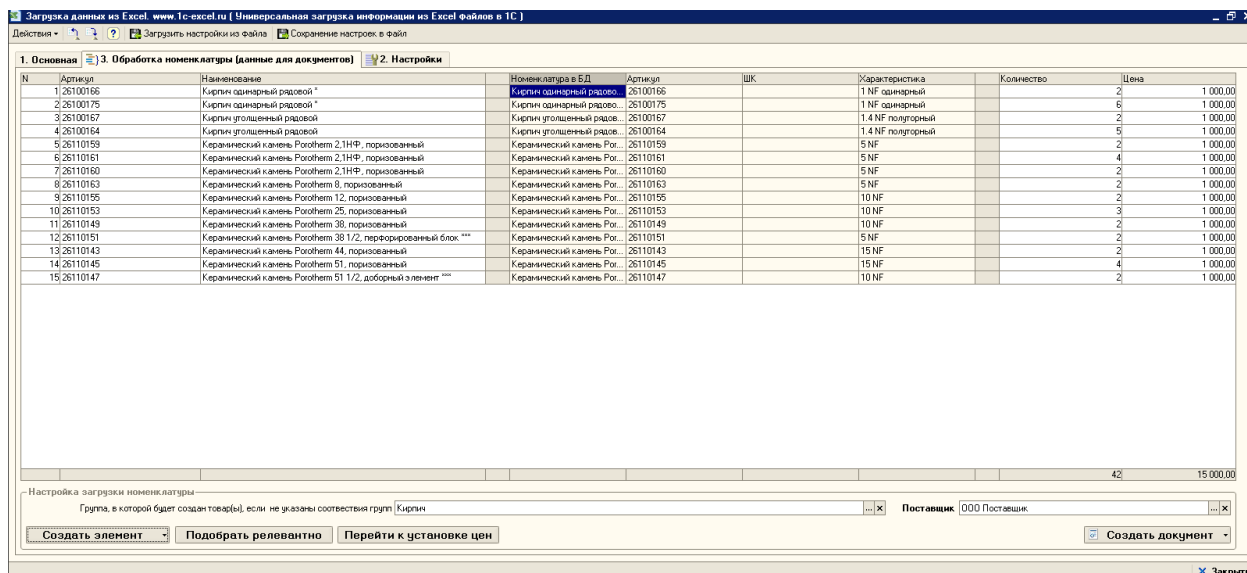 Загрузка данных из Excel. www.1c-excel.ru ( Универсальная загрузка информации из Excel файлов в 1С )
Действия Загрузить настройки из файла Сохранение настроек в файл
1. Основная 3. Обработка номенклатуры (данные для документов) 2. Настройки
N Артикул Наименование Номенклатура в БД Артикул ШК Характеристика Количество Цена
1 26100166 Кирпич одинарный рядовой * Кирпич одинарный рядово... 26100166 1 NF одинарный 2 1 000,00
2 26100175 Кирпич одинарный рядовой * Кирпич одинарный рядово... 26100175 1 NF одинарный 6 1 000,00
3 26100167 Кирпич утолщенный рядовой Кирпич утолщенный рядов... 26100167 1.4 NF полуторный 2 1 000,00
4 26100164 Кирпич утолщенный рядовой Кирпич утолщенный рядов... 26100164 1.4 NF полуторный 5 1 000,00
5 26110159 Керамический камень Porotherm 2,1НФ, поризованный Керамический камень Por... 26110159 5 NF 2 1 000,00
6 26110161 Керамический камень Porotherm 2,1НФ, поризованный Керамический камень Por... 26110161 5 NF 4 1 000,00
7 26110160 Керамический камень Porotherm 2,1НФ, поризованный Керамический камень Por... 26110160 5 NF 2 1 000,00
8 26110163 Керамический камень Porotherm 8, поризованный Керамический камень Por... 26110163 5 NF 2 1 000,00
9 26110155 Керамический камень Porotherm 12, поризованный Керамический камень Por... 26110155 10 NF 2 1 000,00
10 26110153 Керамический камень Porotherm 25, поризованный Керамический камень Por... 26110153 10 NF 3 1 000,00
11 26110149 Керамический камень Porotherm 38, поризованный Керамический камень Por... 26110149 10 NF 2 1 000,00
12 26110151 Керамический камень Porotherm 38 1/2, перфорированный блок *** Керамический камень Por... 26110151 5 NF 2 1 000,00
13 26110143 Керамический камень Porotherm 44, поризованный Керамический камень Por... 26110143 15 NF 2 1 000,00
14 26110145 Керамический камень Porotherm 51, поризованный Керамический камень Por... 26110145 15 NF 4 1 000,00
15 26110147 Керамический камень Porotherm 51 1/2, доборный элемент *** Керамический камень Por... 26110147 10 NF 2 1 000,00
42 15 000,00
Настройка загрузки номенклатуры
Группа, в которой будет создан товар(ы), если не указаны соотвествия групп Кирпич ... x Поставщик ООО Поставщик ... x
Создать элемент Подобрать релевантно Перейти к установке цен Создать документ
Закрыть